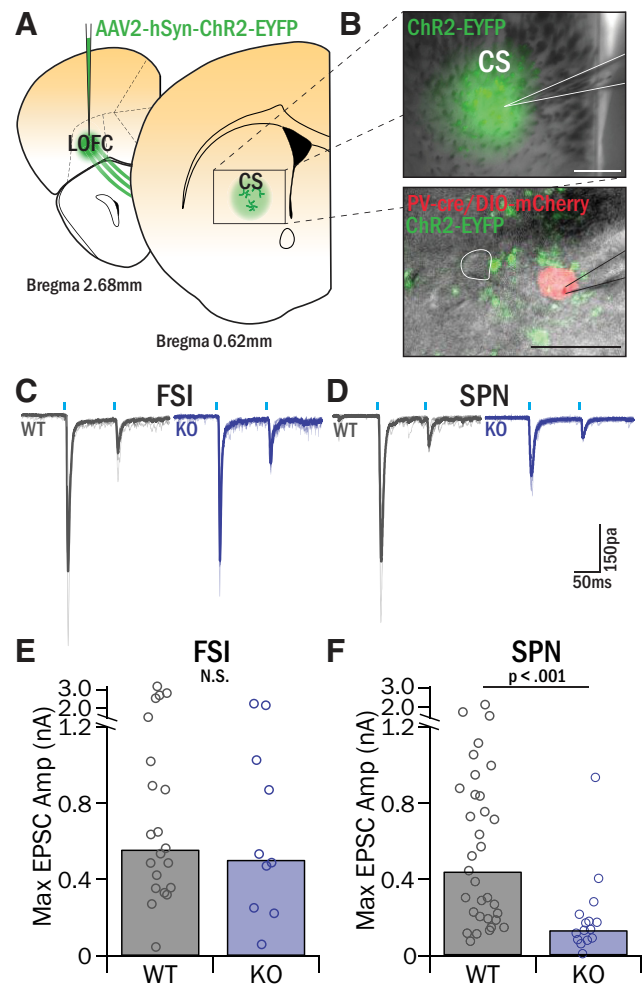 A
AAV2-hSyn-ChR2-EYFP
LOFC
CS
Bregma 2.68mm
Bregma 0.62mm
B
ChR2-EYFP
CS
PV-cre/DIO-mCherry
ChR2-EYFP
C
FSI
WT
KO
D
SPN
WT
KO
150pa
50ms
E
FSI
N.S.
Max EPSC Amp (nA)
3.0
2.0
1.2
0.8
0.4
0
WT
KO
F
SPN
p < .001
Max EPSC Amp (nA)
3.0
2.0
1.2
0.8
0.4
0
WT
KO